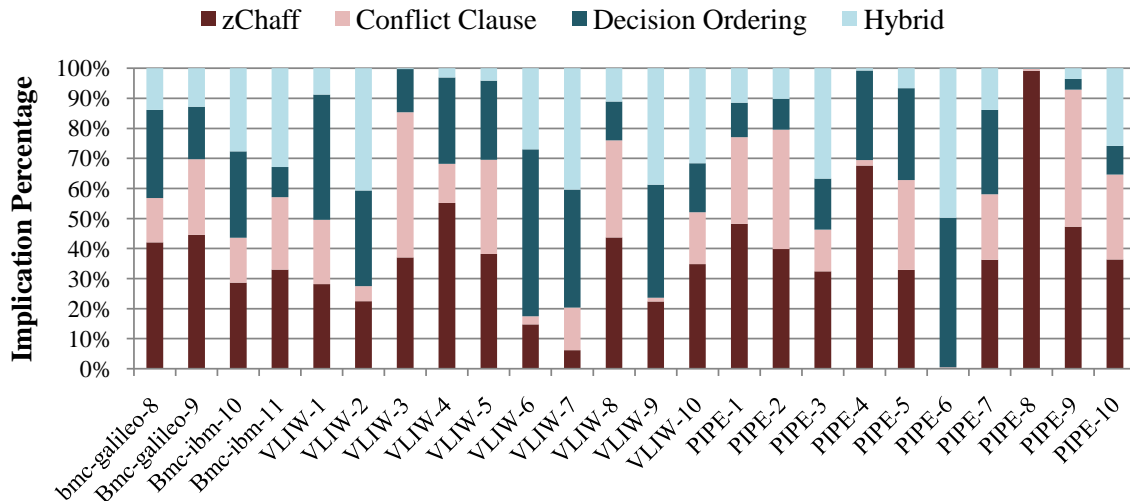 zChaff Conflict Clause Decision Ordering Hybrid
Implication Percentage
100%
90%
80%
70%
60%
50%
40%
30%
20%
10%
0%
bmc-galileo-8
Bmc-galileo-9
Bmc-ibm-10
Bmc-ibm-11
VLIW-1
VLIW-2
VLIW-3
VLIW-4
VLIW-5
VLIW-6
VLIW-7
VLIW-8
VLIW-9
VLIW-10
PIPE-1
PIPE-2
PIPE-3
PIPE-4
PIPE-5
PIPE-6
PIPE-7
PIPE-8
PIPE-9
PIPE-10